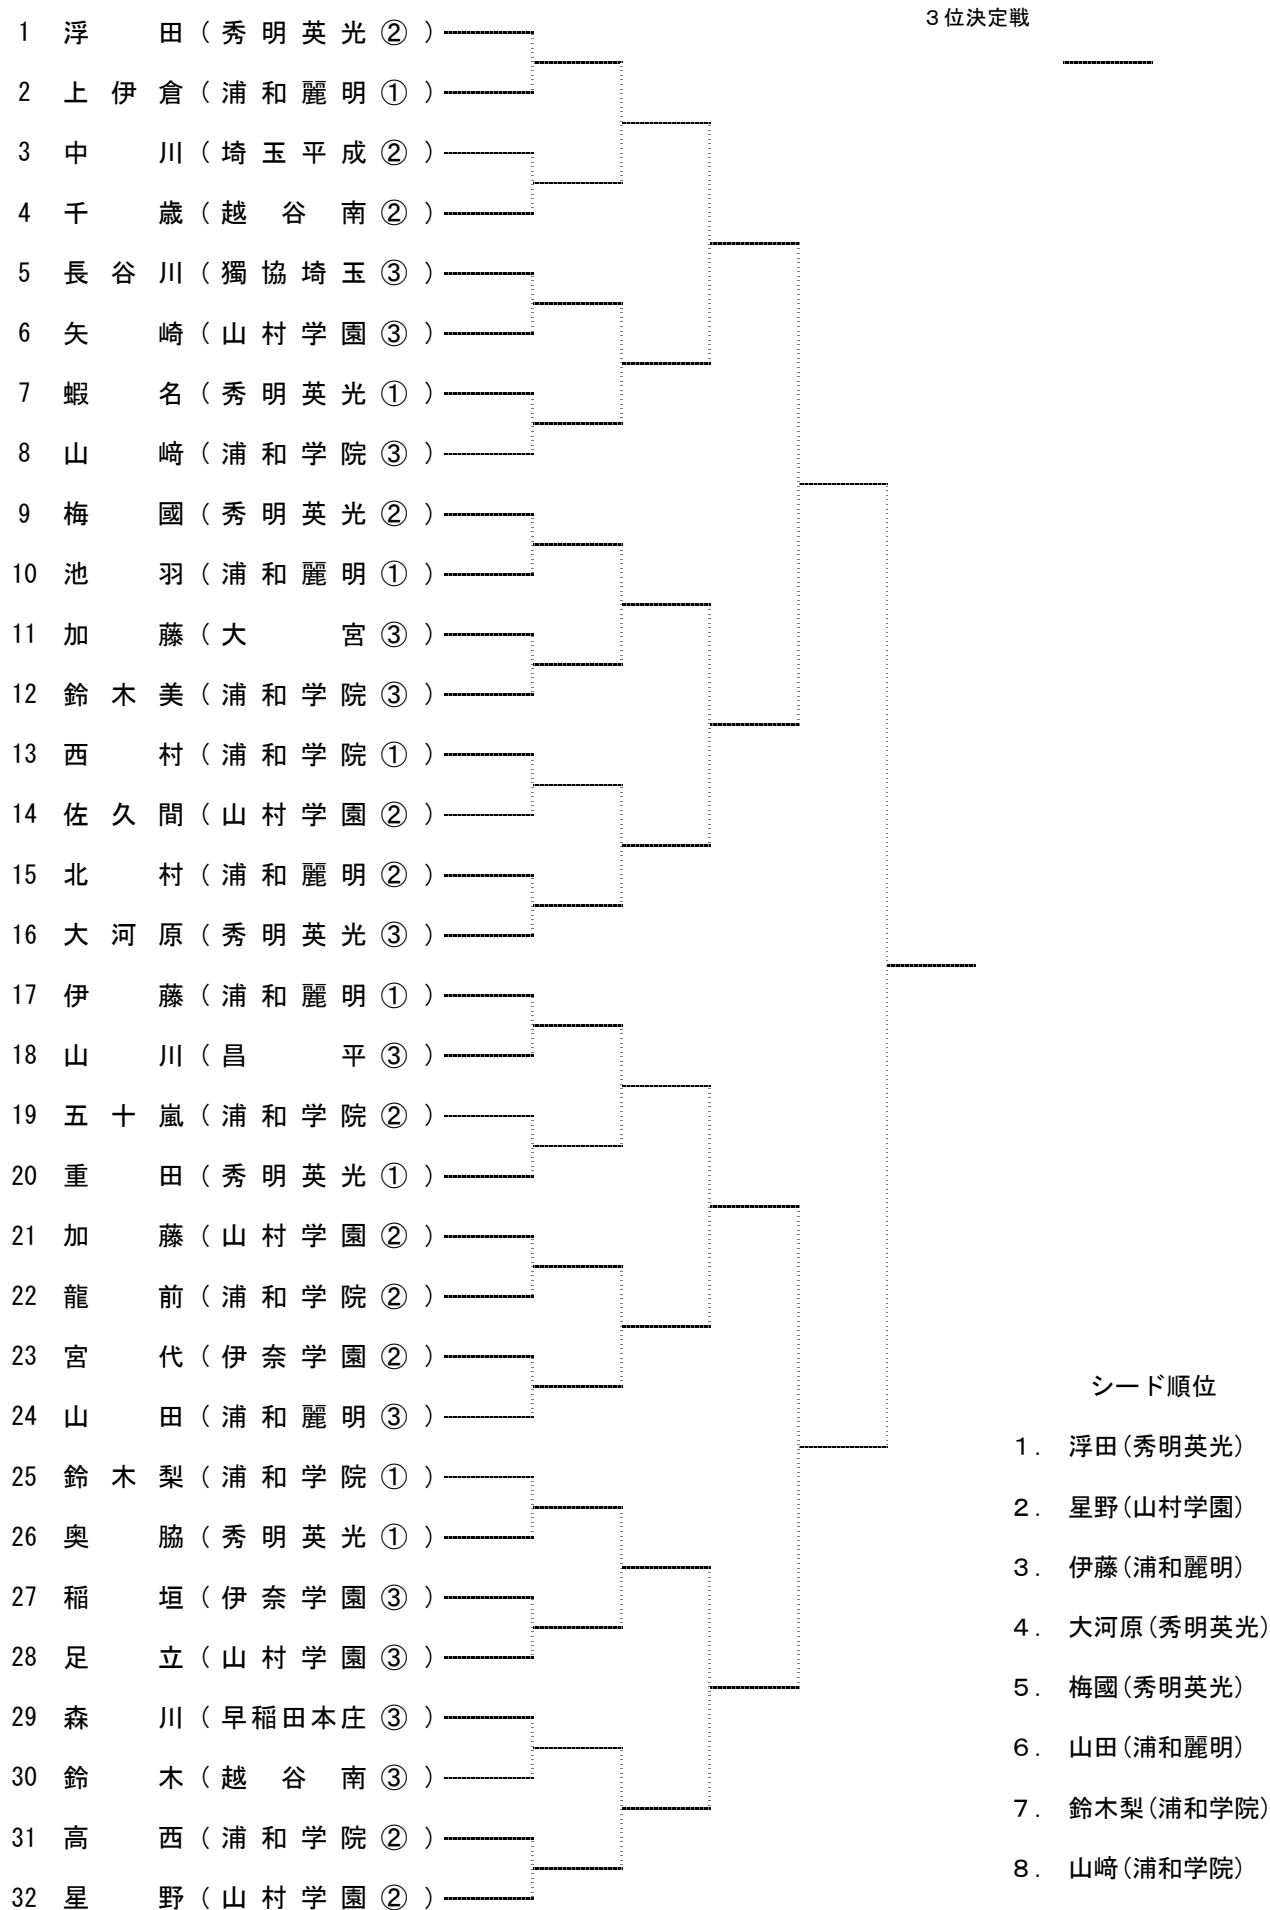 3位決定戦
1 浮田(秀明英光②)
2 上伊倉(浦和麗明①)
3 中川(埼玉平成②)
4 千歳(越谷南②)
5 長谷川(獨協埼玉③)
6 矢崎(山村学園③)
7 蝦名(秀明英光①)
8 山﨑(浦和学院③)
9 梅國(秀明英光②)
10 池羽(浦和麗明①)
11 加藤(大宮③)
12 鈴木美(浦和学院③)
13 西村(浦和学院①)
14 佐久間(山村学園②)
15 北村(浦和麗明②)
16 大河原(秀明英光③)
17 伊藤(浦和麗明①)
18 山川(昌平③)
19 五十嵐(浦和学院②)
20 重田(秀明英光①)
21 加藤(山村学園②)
22 龍前(浦和学院②)
23 宮代(伊奈学園②)
24 山田(浦和麗明③)
25 鈴木梨(浦和学院①)
26 奥脇(秀明英光①)
27 稲垣(伊奈学園③)
28 足立(山村学園③)
29 森川(早稲田本庄③)
30 鈴木(越谷南③)
31 高西(浦和学院②)
32 星野(山村学園②)
シード順位
1. 浮田(秀明英光)
2. 星野(山村学園)
3. 伊藤(浦和麗明)
4. 大河原(秀明英光)
5. 梅國(秀明英光)
6. 山田(浦和麗明)
7. 鈴木梨(浦和学院)
8. 山﨑(浦和学院)